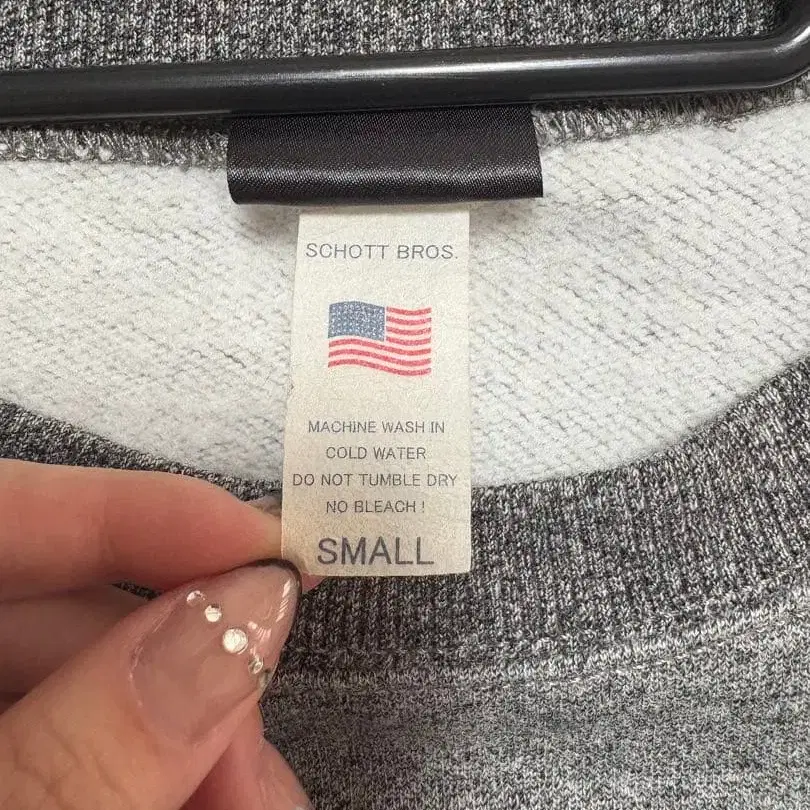 SCHOTT BROS.
MACHINE WASH IN
COLD WATER
DO NOT TUMBLE DRY
NO BLEACH !
SMALL